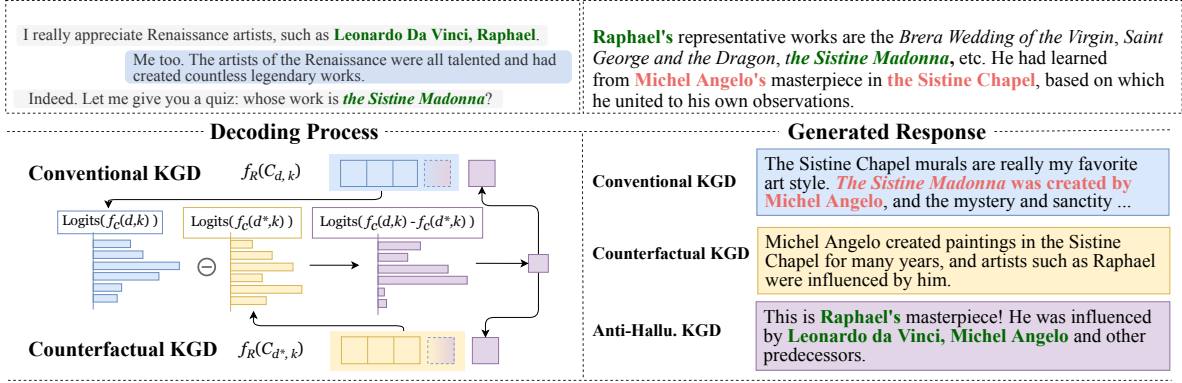 I really appreciate Renaissance artists, such as Leonardo Da Vinci, Raphael.
Me too. The artists of the Renaissance were all talented and had
created countless legendary works.
Indeed. Let me give you a quiz: whose work is the Sistine Madonna?
Raphael's representative works are the Brera Wedding of the Virgin, Saint
George and the Dragon, the Sistine Madonna, etc. He had learned
from Michel Angelo's masterpiece in the Sistine Chapel, based on which
he united to his own observations.
Decoding Process
Conventional KGD
f_R(C_{d,k})
Logits(f_c(d,k))
Logits(f_c(d*,k))
Logits(f_c(d,k) - f_c(d*,k))
Counterfactual KGD
f_R(C_{d*,k})
Generated Response
Conventional KGD
The Sistine Chapel murals are really my favorite
art style. The Sistine Madonna was created by
Michel Angelo, and the mystery and sanctity ...
Counterfactual KGD
Michel Angelo created paintings in the Sistine
Chapel for many years, and artists such as Raphael
were influenced by him.
Anti-Hallu. KGD
This is Raphael's masterpiece! He was influenced
by Leonardo da Vinci, Michel Angelo and other
predecessors.